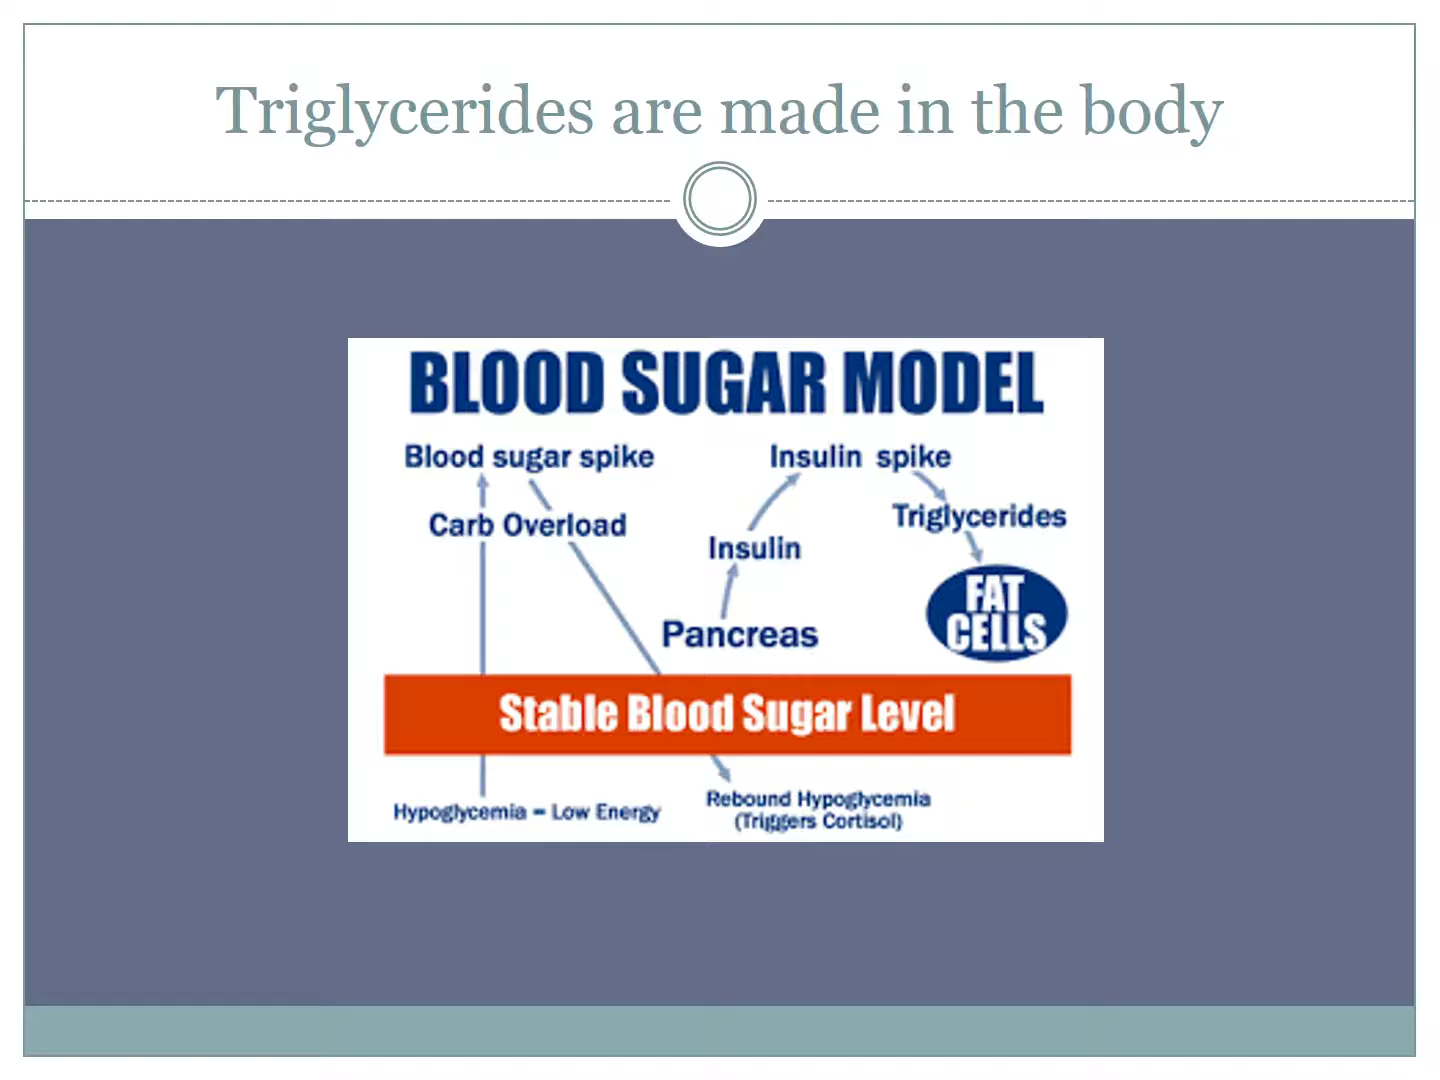 Triglycerides are made in the body
BLOOD SUGAR MODEL
Blood sugar spike
Carb Overload
Insulin spike
Triglycerides
Insulin
FAT
CELLS
Pancreas
Stable Blood Sugar Level
Hypoglycemia = Low Energy
Rebound Hypoglycemia
(Triggers Cortisol)